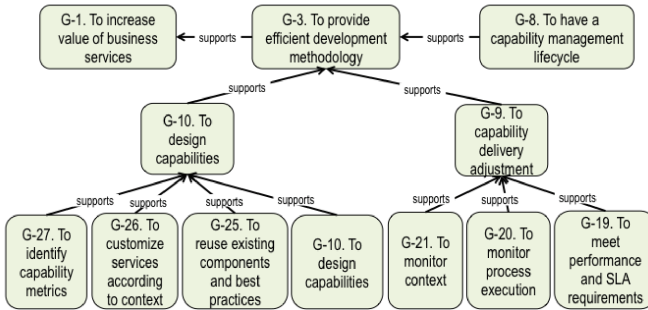 G-1. To increase
value of business
services
supports
G-3. To provide
efficient development
methodology
supports
G-8. To have a
capability management
lifecycle
supports
supports
G-10. To
design
capabilities
G-9. To
capability
delivery
adjustment
supports
supports
supports
supports
supports
supports
supports
G-27. To
identify
capability
metrics
G-26. To
customize
services
according
to context
G-25. To
reuse existing
components
and best
practices
G-10. To
design
capabilities
G-21. To
monitor
context
G-20. To
monitor
process
execution
G-19. To
meet
performance
and SLA
requirements